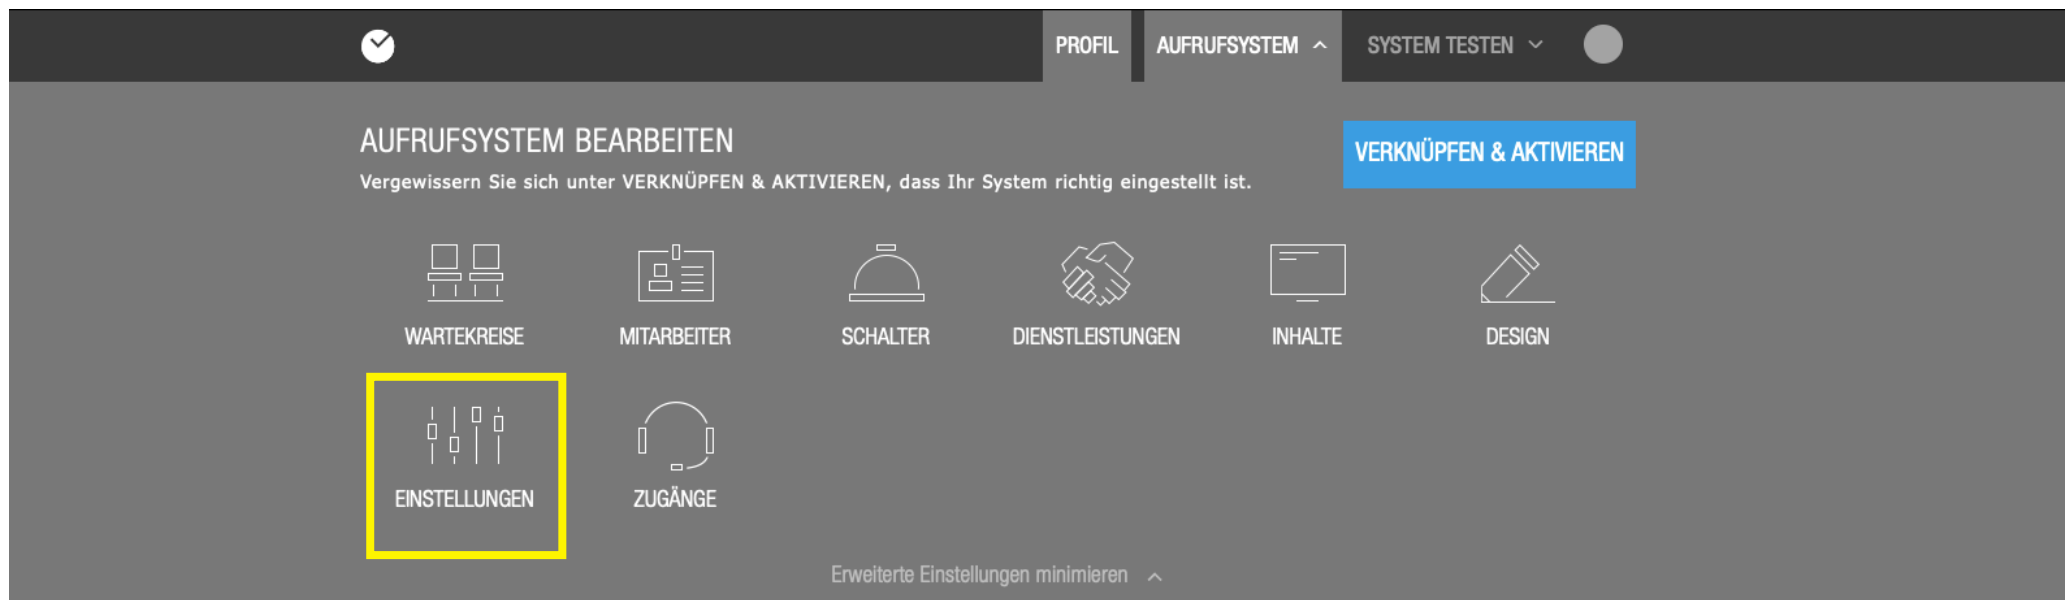 PROFIL AUFRUFSYSTEM SYSTEM TESTEN
AUFRUFSYSTEM BEARBEITEN
VERKNÜPFEN & AKTIVIEREN
Vergewissern Sie sich unter VERKNÜPFEN & AKTIVIEREN, dass Ihr System richtig eingestellt ist.
WARTEKREISE MITARBEITER SCHALTER DIENSTLEISTUNGEN INHALTE DESIGN
EINSTELLUNGEN ZUGÄNGE
Erweiterte Einstellungen minimieren